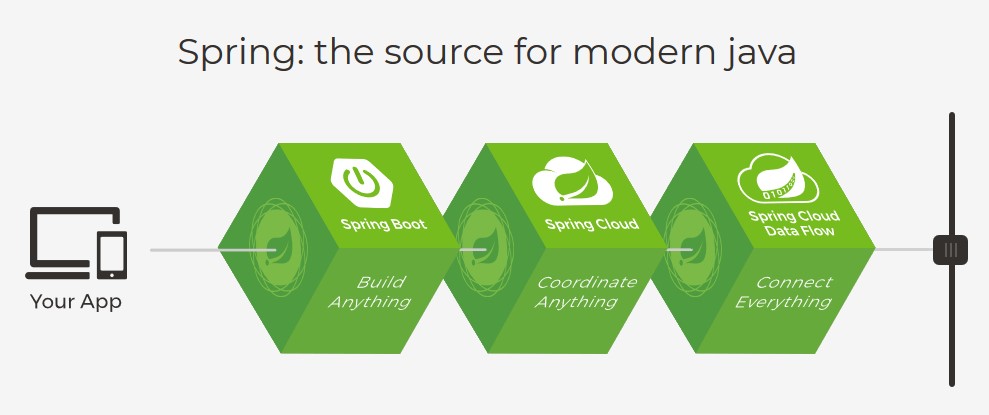 Spring: the source for modern java
Your App
Spring Boot
Build
Anything
Spring Cloud
Coordinate
Anything
010110
Spring Cloud
Data Flow
Connect
Everything